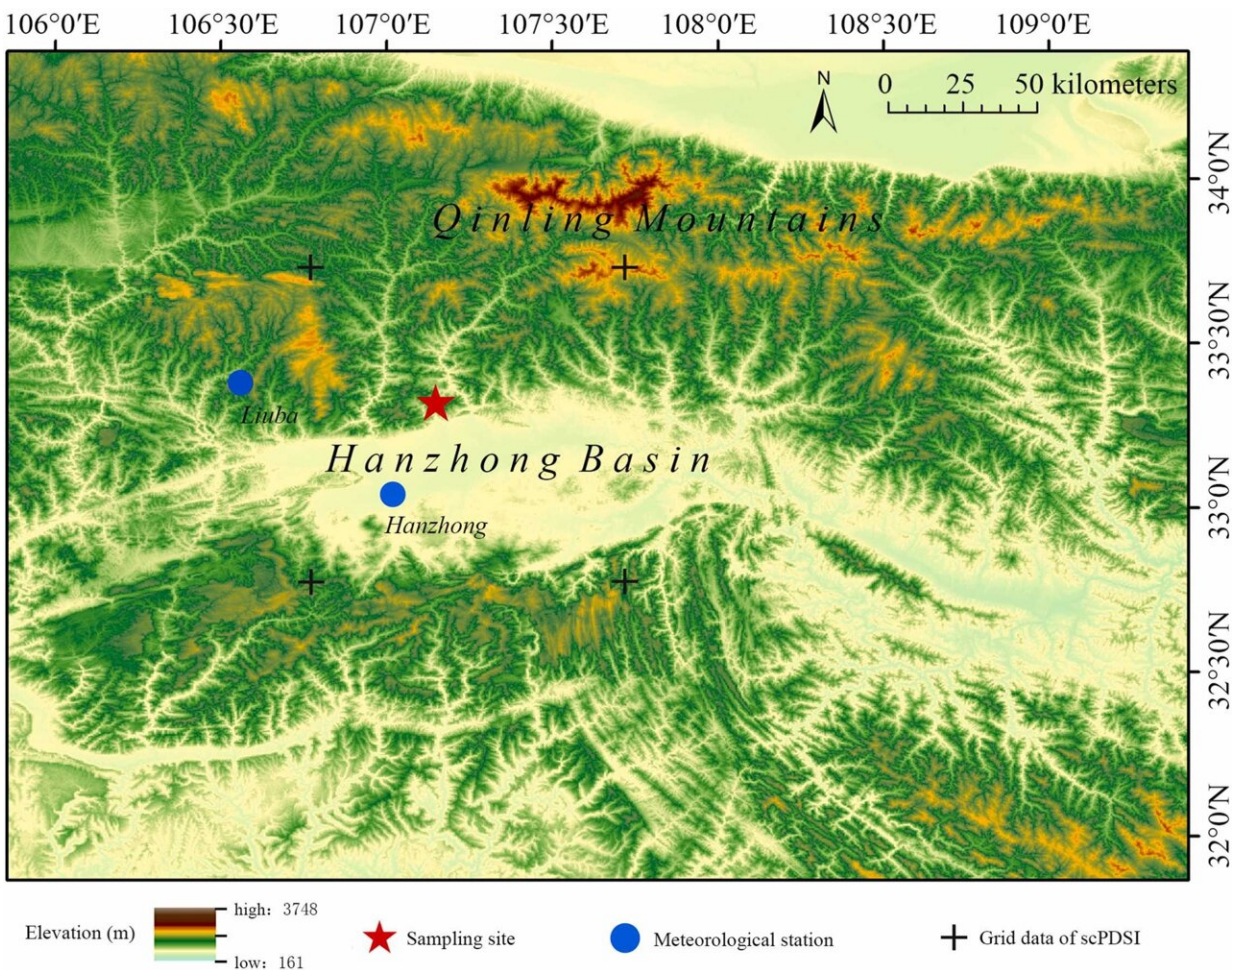 106°0'E 106°30'E 107°0'E 107°30'E 108°0'E 108°30'E 109°0'E
N
0 25 50 kilometers
34°0'N
Qinling Mountains
33°30'N
Liuba
Hanzhong Basin
33°0'N
Hanzhong
32°30'N
32°0'N
Elevation (m)
high: 3748
low: 161
Sampling site
Meteorological station
Grid data of scPDSI